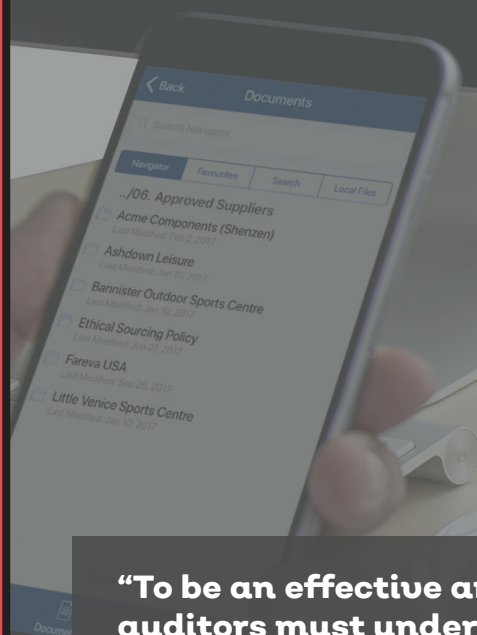 Back
Documents
Search Navigator
Navigator
Favourites
Search
Local Files
../06. Approved Suppliers
Acme Components (Shenzen)
Last Modified: Feb 2, 2017
Ashdown Leisure
Last Modified: Jan 10, 2017
Bannister Outdoor Sports Centre
Last Modified: Jan 10, 2017
Ethical Sourcing Policy
Last Modified: Jun 27, 2017
Fareva USA
Last Modified: Sep 28, 2017
Little Venice Sports Centre
Last Modified: Jan 10, 2017
“To be an effective
auditors must